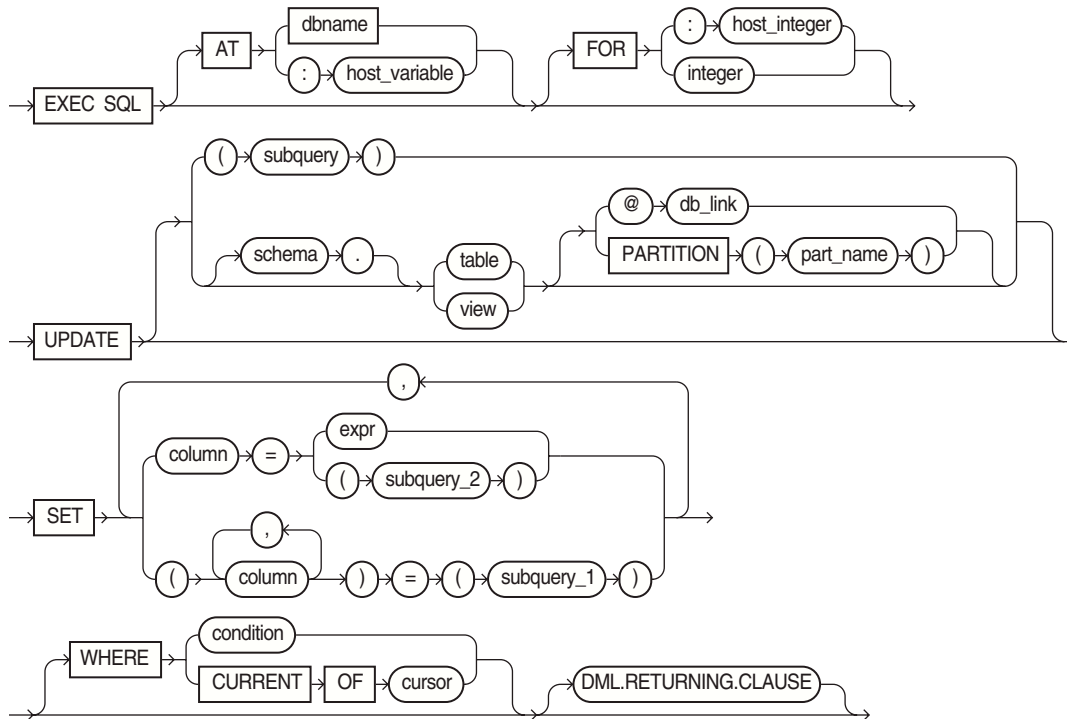 dbname
AT
: host_variable
: host_integer
FOR
integer
EXEC SQL
( subquery )
@ db_link
PARTITION ( part_name )
schema .
table
view
UPDATE
,
expr
column =
( subquery_2 )
SET
,
( column ) = ( subquery_1 )
condition
WHERE
CURRENT OF cursor
DML.RETURNING.CLAUSE